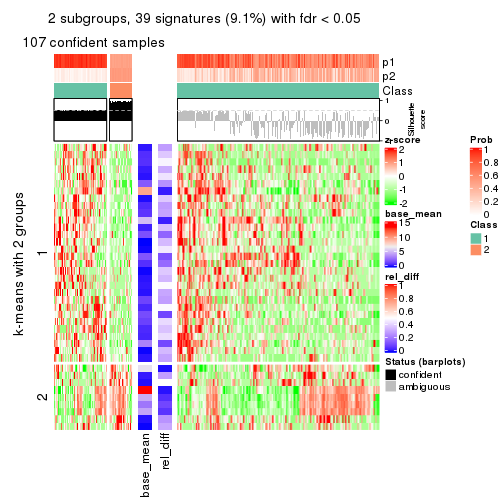 2 subgroups, 39 signatures (9.1%) with fdr < 0.05
107 confident samples
p1
p2
Class
1
0
Silhouette
score
k-means with 2 groups
1
2
base_mean
rel_diff
z-score
2
1
0
-1
-2
base_mean
15
10
5
0
rel_diff
1
0.8
0.6
0.4
0.2
0
Status (barplots)
confident
ambiguous
Prob
1
0.8
0.6
0.4
0.2
0
Class
1
2